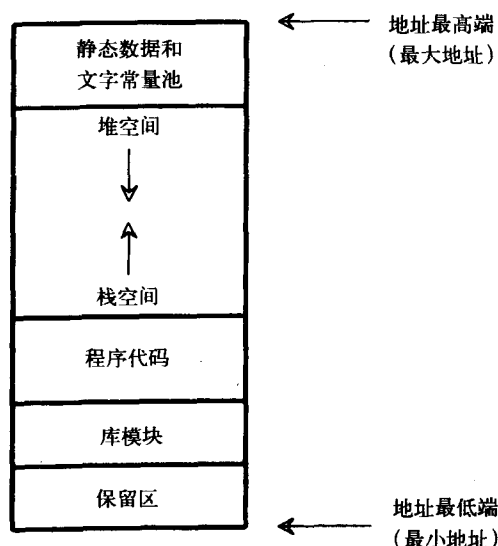 地址最高端
静态数据和
(最大地址)
文字常量池
堆空间
栈空间
程序代码
库模块
保留区
地址最低端
(最小地址)